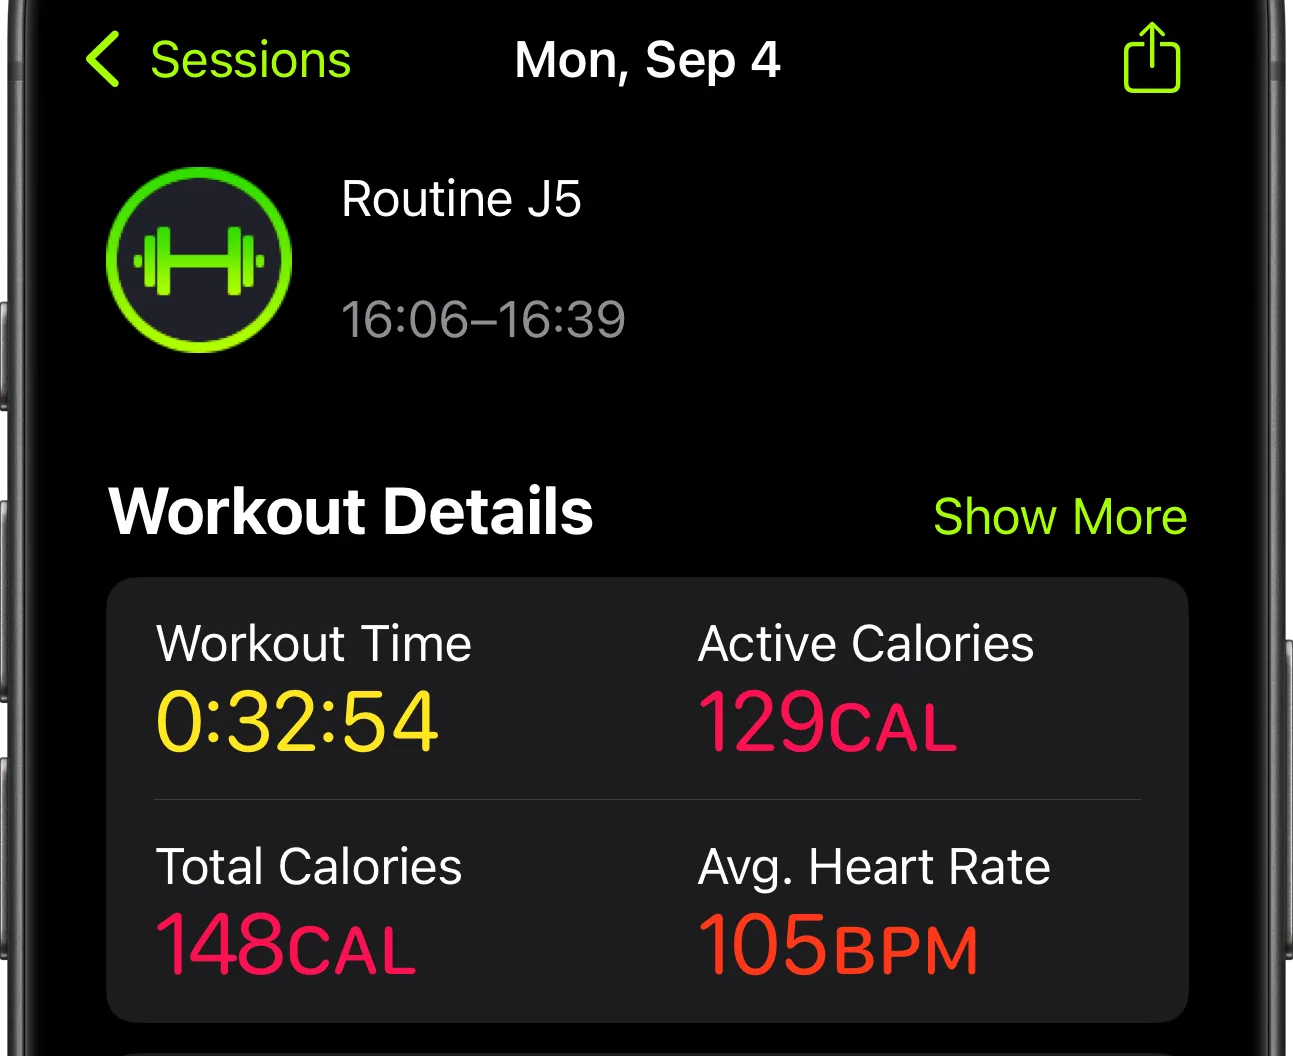 Sessions
Mon, Sep 4
Routine J5
16:06–16:39
Workout Details
Show More
Workout Time
Active Calories
0:32:54
129CAL
Total Calories
Avg. Heart Rate
148CAL
105BPM